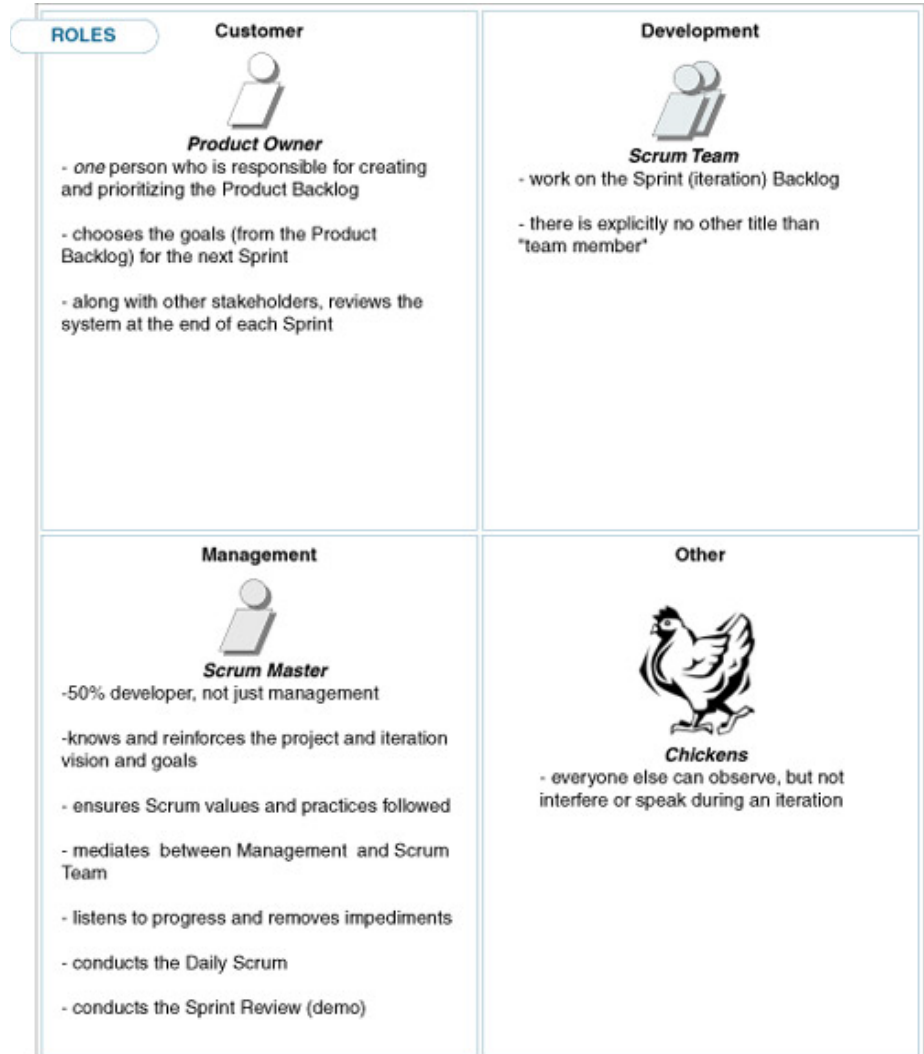 ROLES
Customer
Product Owner
- one person who is responsible for creating
and prioritizing the Product Backlog
- chooses the goals (from the Product
Backlog) for the next Sprint
- along with other stakeholders, reviews the
system at the end of each Sprint
Development
Scrum Team
- work on the Sprint (iteration) Backlog
- there is explicitly no other title than
"team member"
Management
Scrum Master
-50% developer, not just management
-knows and reinforces the project and iteration
vision and goals
- ensures Scrum values and practices followed
- mediates between Management and Scrum
Team
- listens to progress and removes impediments
- conducts the Daily Scrum
- conducts the Sprint Review (demo)
Other
Chickens
- everyone else can observe, but not
interfere or speak during an iteration